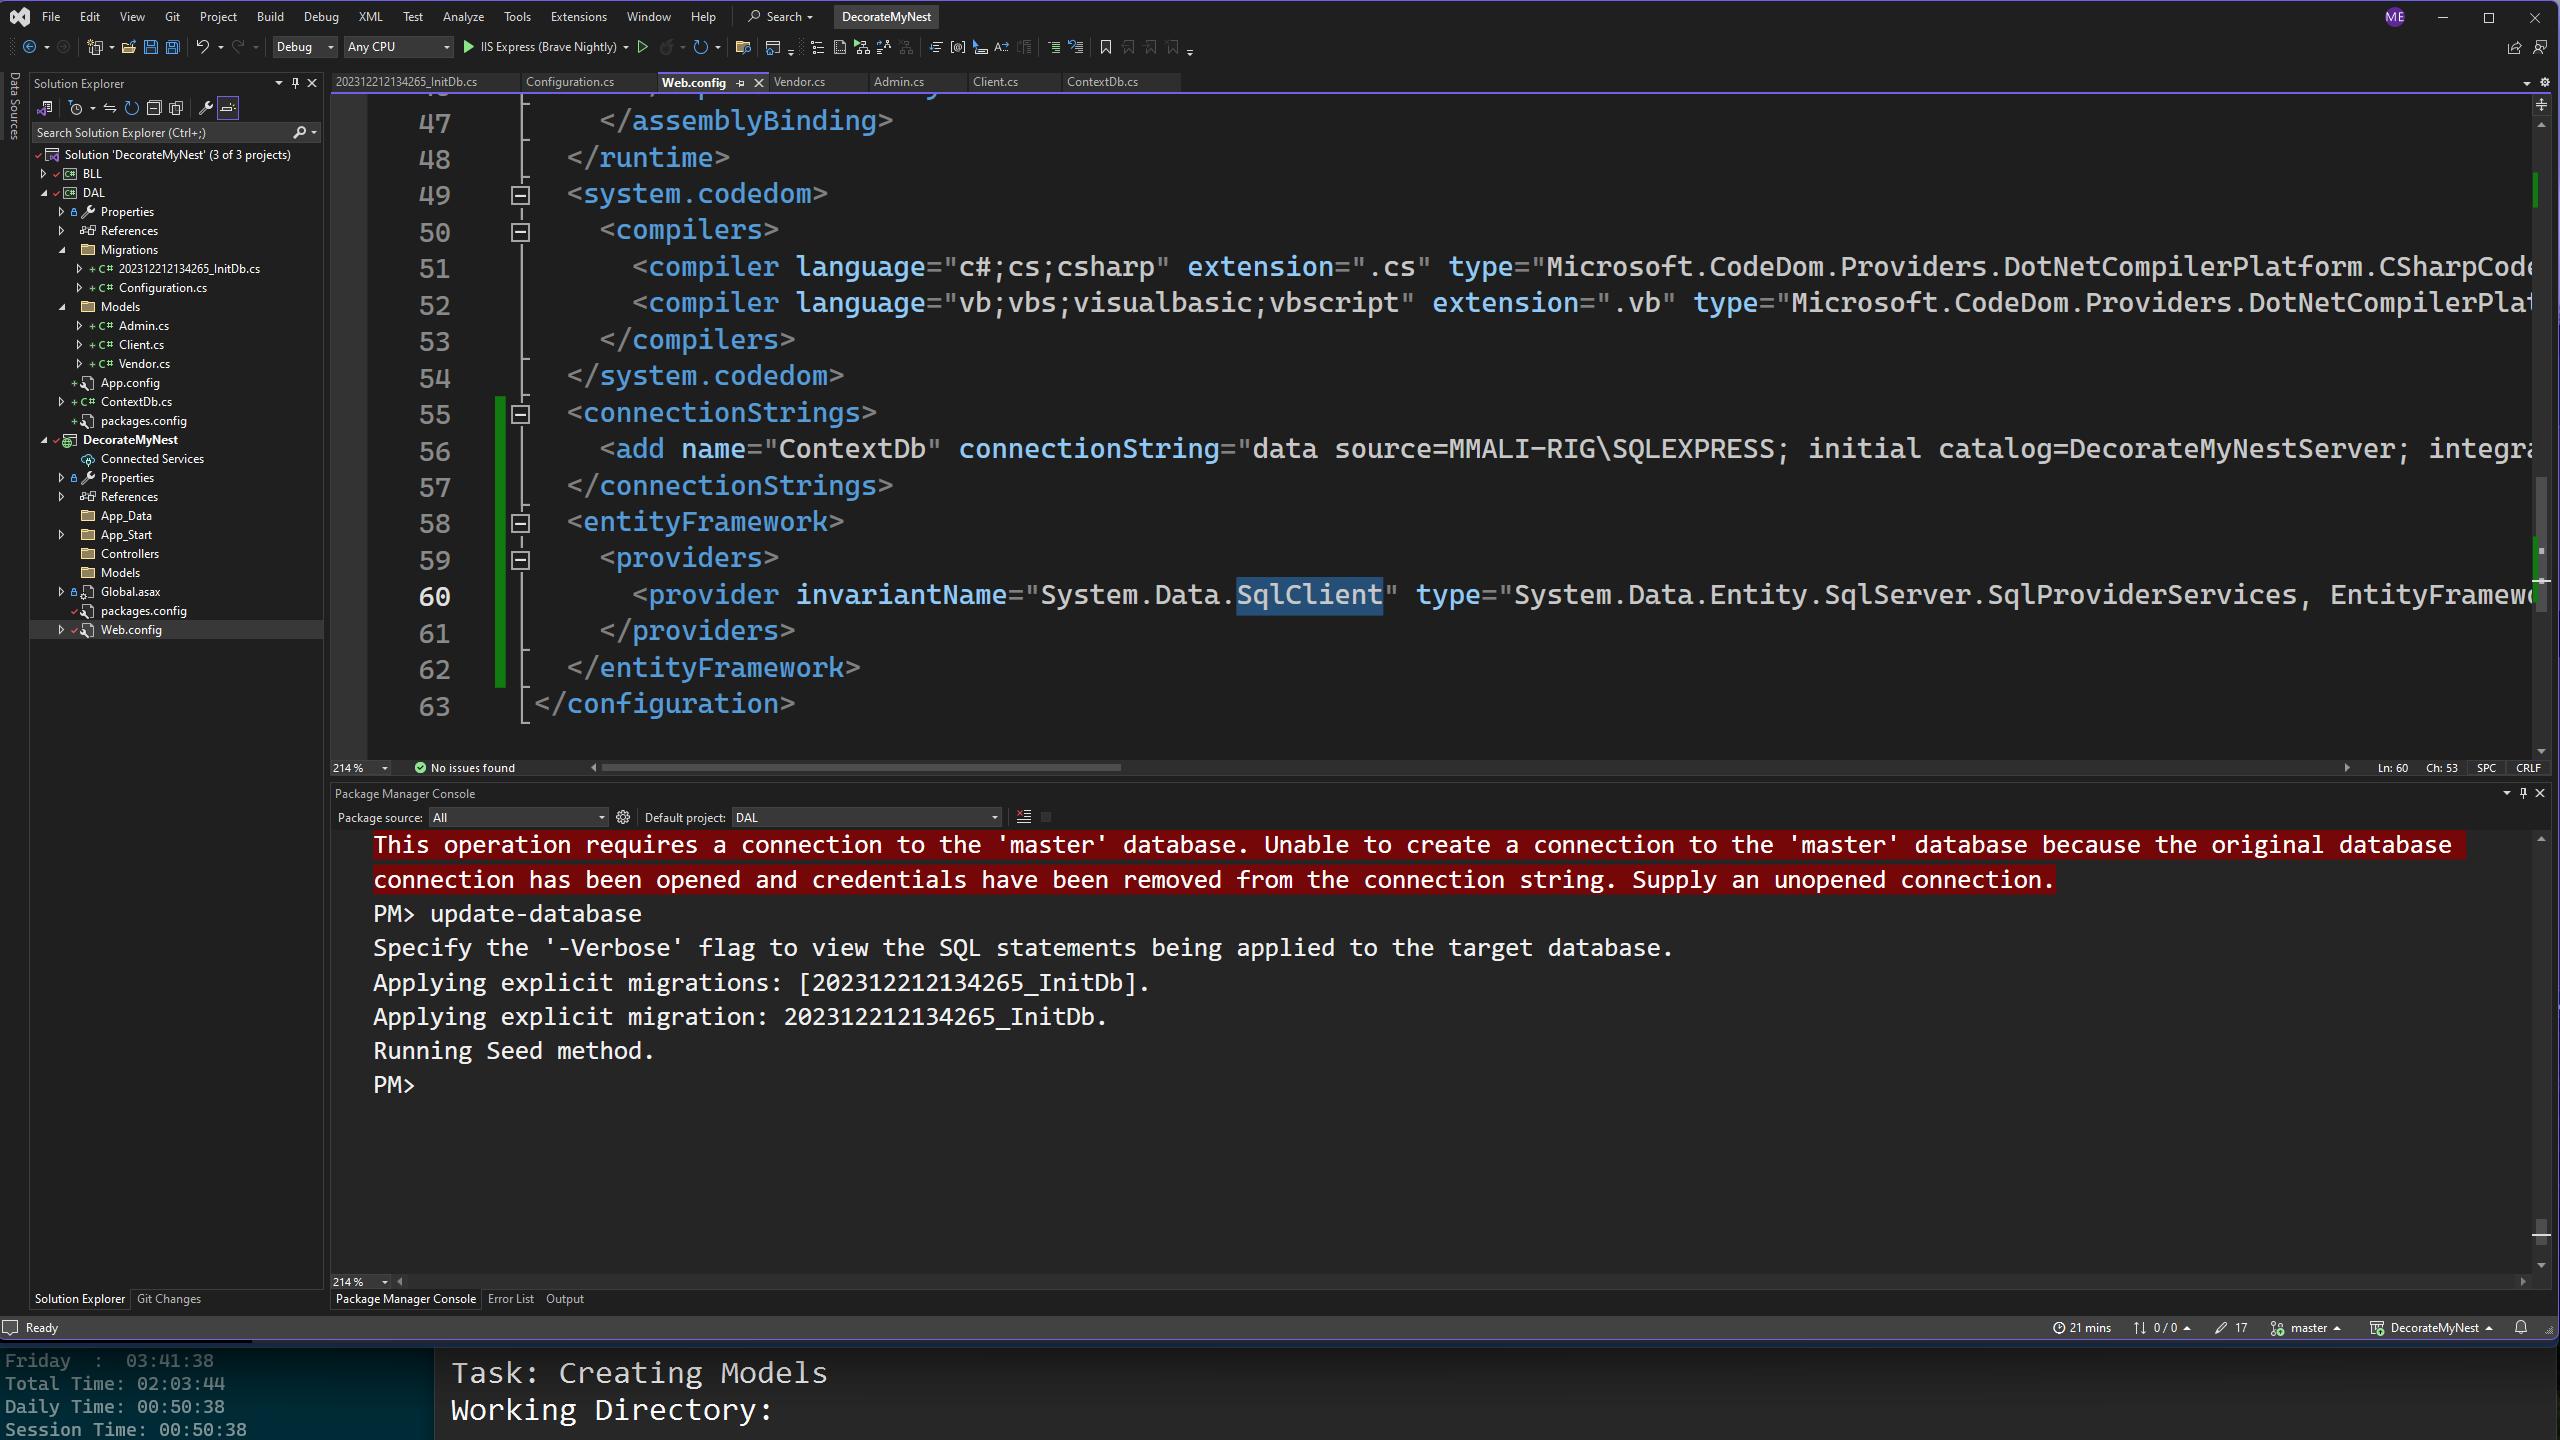 File Edit View Git Project Build Debug XML Test Analyze Tools Extensions Window Help Search DecorateMyNest ME
Debug Any CPU IIS Express (Brave Nightly)
Data Sources
Solution Explorer
Search Solution Explorer (Ctrl+;)
Solution 'DecorateMyNest' (3 of 3 projects)
BLL
DAL
Properties
References
Migrations
202312212134265_InitDb.cs
Configuration.cs
Models
Admin.cs
Client.cs
Vendor.cs
App.config
ContextDb.cs
packages.config
DecorateMyNest
Connected Services
Properties
References
App_Data
App_Start
Controllers
Models
Global.asax
packages.config
Web.config
Solution Explorer Git Changes
202312212134265_InitDb.cs Configuration.cs Web.config Vendor.cs Admin.cs Client.cs ContextDb.cs
47 </assemblyBinding>
48 </runtime>
49 <system.codedom>
50 <compilers>
51 <compiler language="c#;cs;csharp" extension=".cs" type="Microsoft.CodeDom.Providers.DotNetCompilerPlatform.CSharpCode
52 <compiler language="vb;vbs;visualbasic;vbscript" extension=".vb" type="Microsoft.CodeDom.Providers.DotNetCompilerPlat
53 </compilers>
54 </system.codedom>
55 <connectionStrings>
56 <add name="ContextDb" connectionString="data source=MMALI-RIG\SQLEXPRESS; initial catalog=DecorateMyNestServer; integra
57 </connectionStrings>
58 <entityFramework>
59 <providers>
60 <provider invariantName="System.Data.SqlClient" type="System.Data.Entity.SqlServer.SqlProviderServices, EntityFramewo
61 </providers>
62 </entityFramework>
63 </configuration>
214 % No issues found Ln: 60 Ch: 53 SPC CRLF
Package Manager Console
Package source: All Default project: DAL
This operation requires a connection to the 'master' database. Unable to create a connection to the 'master' database because the original database
connection has been opened and credentials have been removed from the connection string. Supply an unopened connection.
PM> update-database
Specify the '-Verbose' flag to view the SQL statements being applied to the target database.
Applying explicit migrations: [202312212134265_InitDb].
Applying explicit migration: 202312212134265_InitDb.
Running Seed method.
PM>
214 %
Package Manager Console Error List Output
Ready 21 mins 0 / 0 17 master DecorateMyNest
Friday : 03:41:38
Total Time: 02:03:44
Daily Time: 00:50:38
Session Time: 00:50:38
Task: Creating Models
Working Directory: